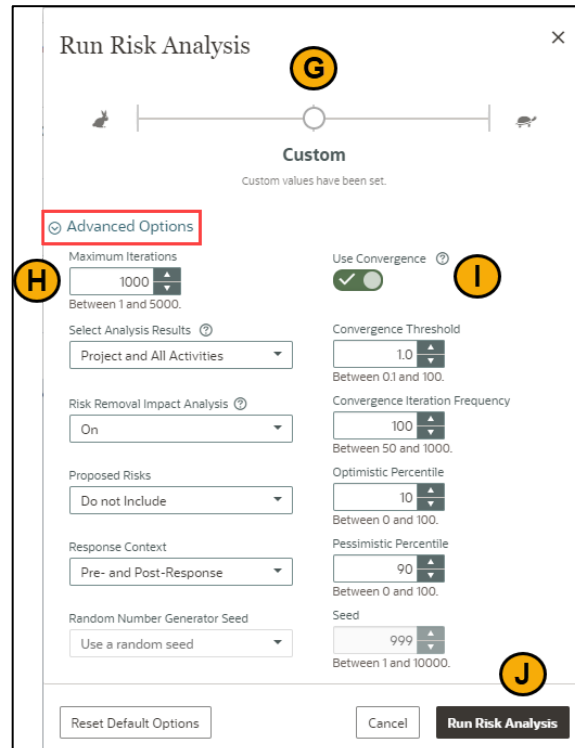 Run Risk Analysis
G
Custom
Custom values have been set.
Advanced Options
Maximum Iterations
H
1000
Between 1 and 5000.
Use Convergence
I
Select Analysis Results
Project and All Activities
Convergence Threshold
1.0
Between 0.1 and 100.
Risk Removal Impact Analysis
On
Convergence Iteration Frequency
100
Between 50 and 1000.
Proposed Risks
Do not Include
Optimistic Percentile
10
Between 0 and 100.
Response Context
Pre- and Post-Response
Pessimistic Percentile
90
Between 0 and 100.
Random Number Generator Seed
Use a random seed
Seed
999
Between 1 and 10000.
J
Reset Default Options
Cancel
Run Risk Analysis